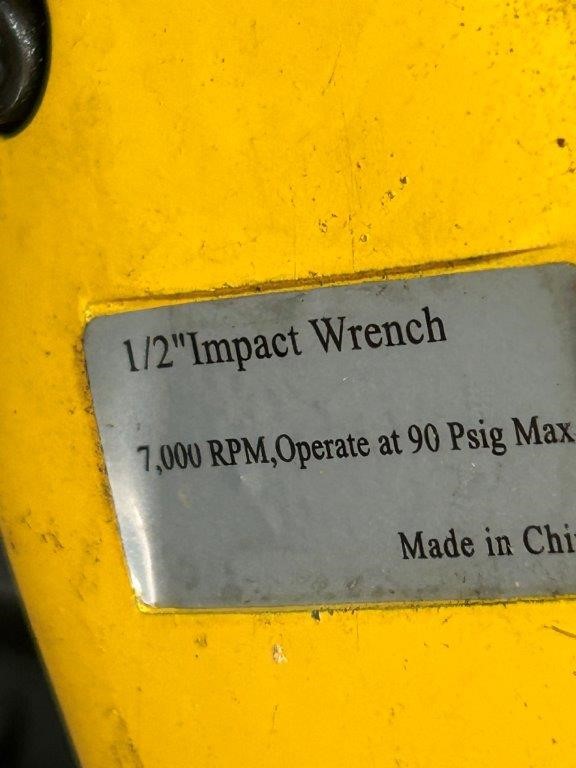 1/2"Impact Wrench
7,000 RPM,Operate at 90 Psig Max
Made in Chi